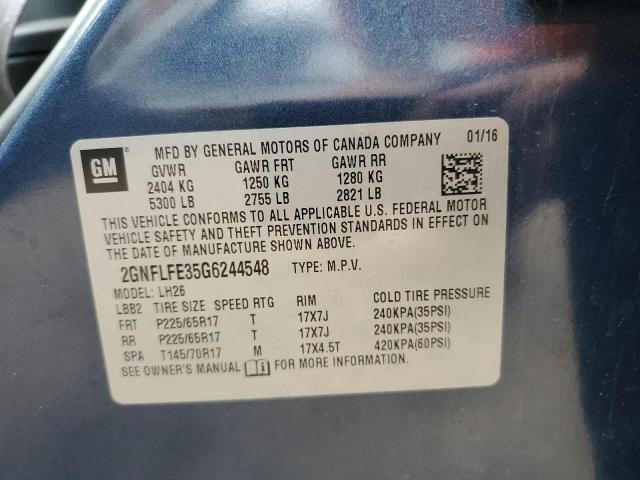 GM
MFD BY GENERAL MOTORS OF CANADA COMPANY 01/16
GVWR GAWR FRT GAWR RR
2404 KG 1250 KG 1280 KG
5300 LB 2755 LB 2821 LB
THIS VEHICLE CONFORMS TO ALL APPLICABLE U.S. FEDERAL MOTOR
VEHICLE SAFETY AND THEFT PREVENTION STANDARDS IN EFFECT ON
THE DATE OF MANUFACTURE SHOWN ABOVE.
2GNFLFE35G6244548 TYPE: M.P.V.
MODEL: LH26
LBB2 TIRE SIZE SPEED RTG RIM COLD TIRE PRESSURE
FRT P225/65R17 T 17X7J 240KPA(35PSI)
RR P225/65R17 T 17X7J 240KPA(35PSI)
SPA T145/70R17 M 17X4.5T 420KPA(60PSI)
SEE OWNER'S MANUAL FOR MORE INFORMATION.